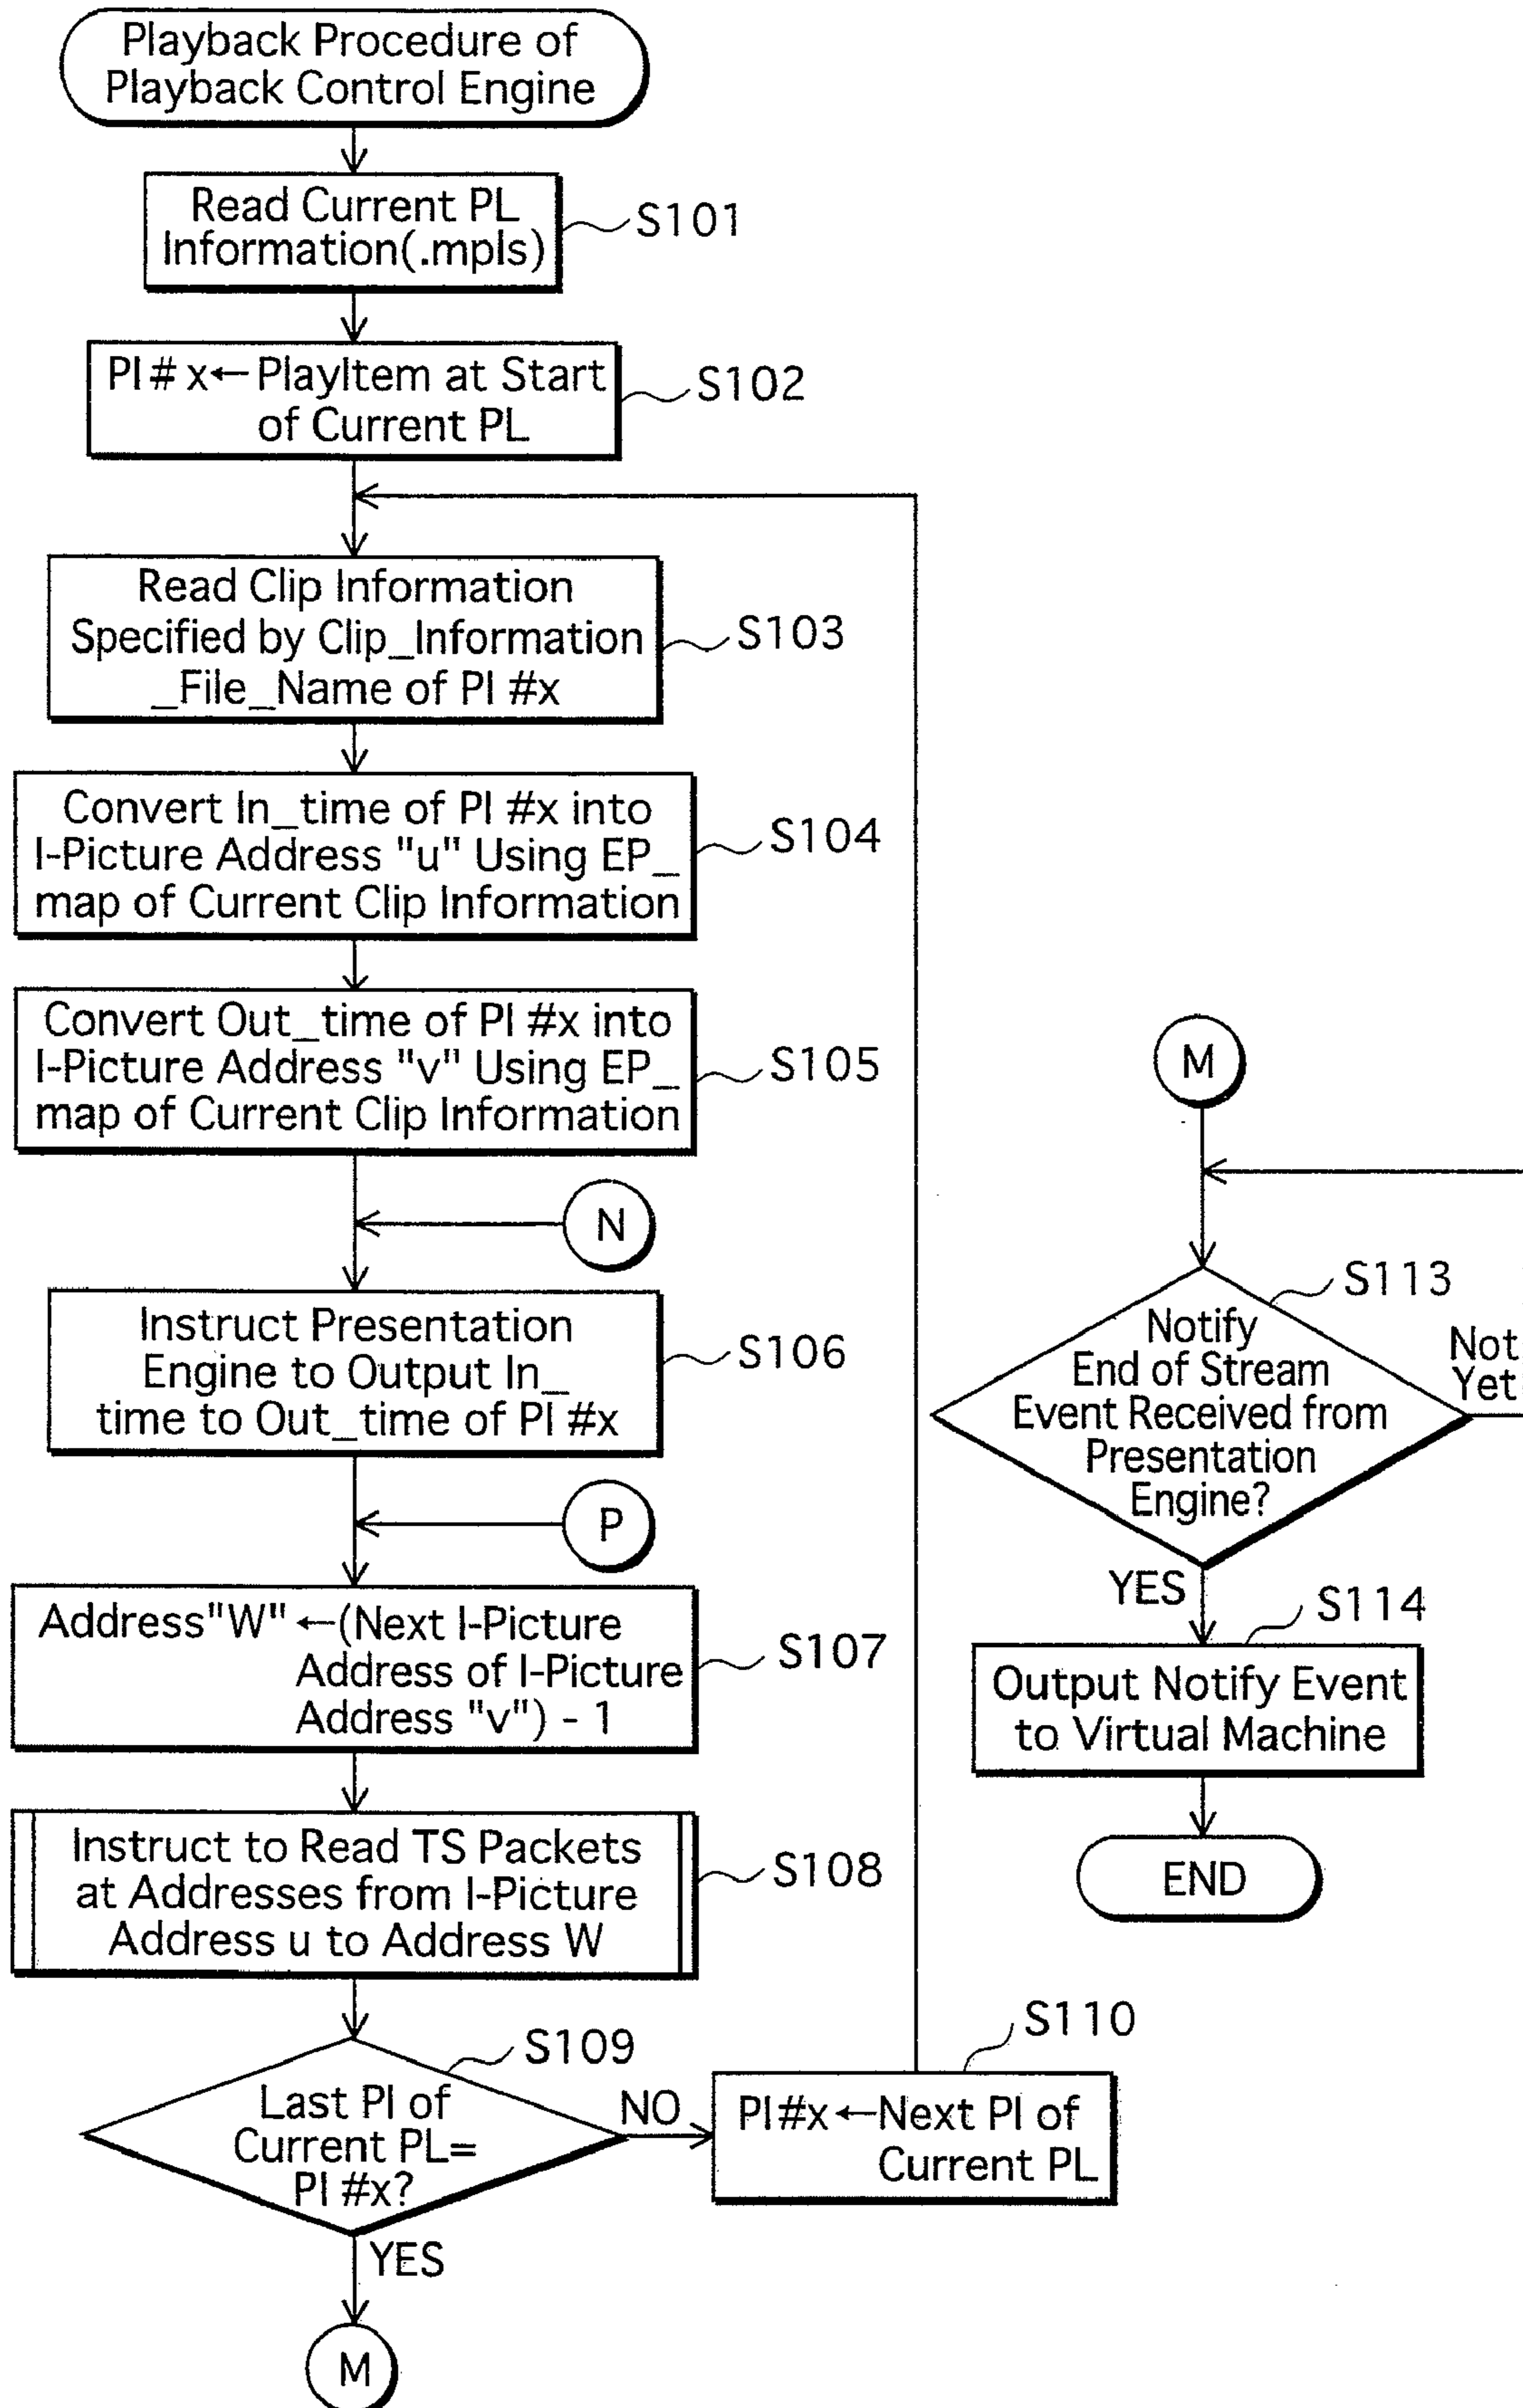 Playback Procedure of
Playback Control Engine
Read Current PL
Information(.mpls)
S101
PI # x←PlayItem at Start
of Current PL
S102
Read Clip Information
Specified by Clip_Information
_File_Name of PI #x
S103
Convert In_time of PI #x into
I-Picture Address "u" Using EP_
map of Current Clip Information
S104
Convert Out_time of PI #x into
I-Picture Address "v" Using EP_
map of Current Clip Information
S105
N
Instruct Presentation
Engine to Output In_
time to Out_time of PI #x
S106
P
Address"W"←(Next I-Picture
Address of I-Picture
Address "v") - 1
S107
Instruct to Read TS Packets
at Addresses from I-Picture
Address u to Address W
S108
S109
Last PI of
Current PL=
PI #x?
NO
YES
M
S110
PI#x←Next PI of
Current PL
M
S113
Notify
End of Stream
Event Received from
Presentation
Engine?
Not
Yet
YES
S114
Output Notify Event
to Virtual Machine
END